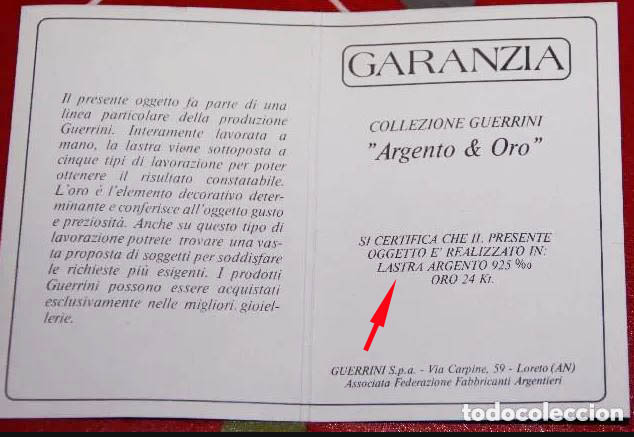 Il presente oggetto fa parte di una
linea particolare della produzione
Guerrini. Interamente lavorata a
mano, la lastra viene sottoposta a
cinque tipi di lavorazione per poter
ottenere il risultato constatabile.
L'oro è l'elemento decorativo deter-
minante e conferisce all'oggetto gusto
e preziosità. Anche su questo tipo di
lavorazione potrete trovare una vas-
ta proposta di soggetti per soddisfare
le richieste più esigenti. I prodotti
Guerrini possono essere acquistati
esclusivamente nelle migliori gioiel-
lerie.
GARANZIA
COLLEZIONE GUERRINI
"Argento & Oro"
SI CERTIFICA CHE IL PRESENTE
OGGETTO E' REALIZZATO IN:
LASTRA ARGENTO 925 ‰
ORO 24 Kt.
GUERRINI S.p.a. - Via Carpine, 59 - Loreto (AN)
Associata Federazione Fabbricanti Argentieri
todocoleccion